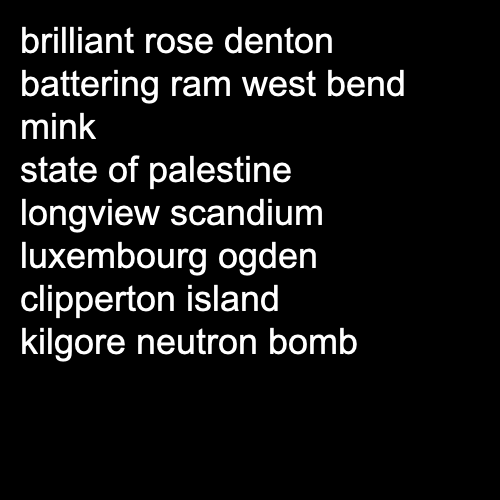 brilliant rose denton
battering ram west bend
mink
state of palestine
longview scandium
luxembourg ogden
clipperton island
kilgore neutron bomb